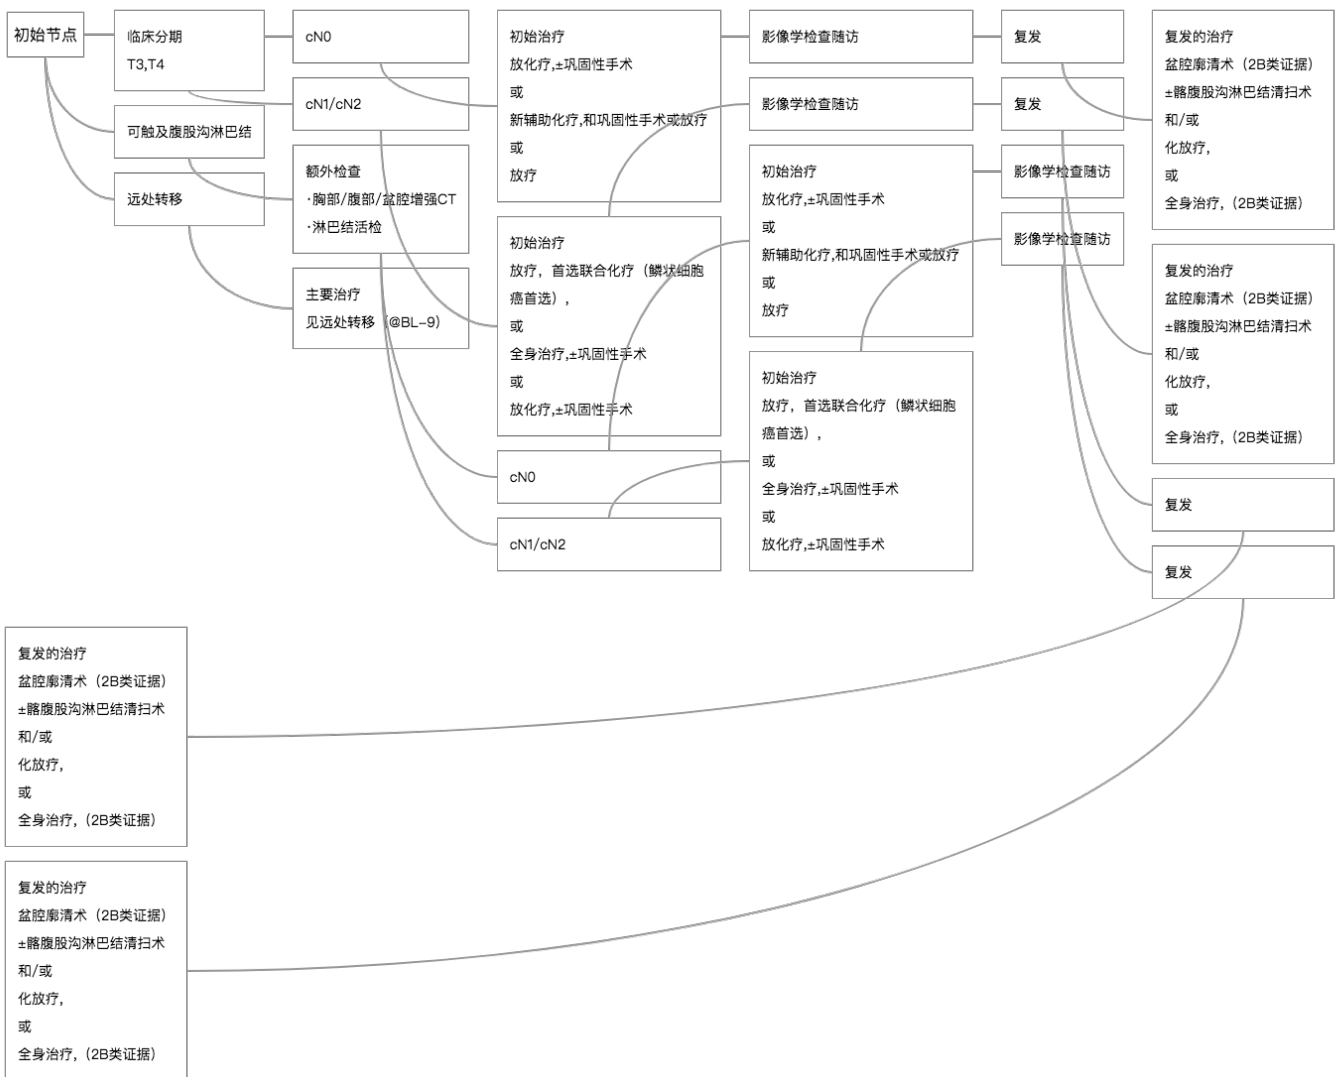 初始节点
临床分期
T3,T4
可触及腹股沟淋巴结
远处转移
cN0
cN1/cN2
额外检查
·胸部/腹部/盆腔增强CT
·淋巴结活检
主要治疗
见远处转移（@BL-9）
初始治疗
放化疗,±巩固性手术
或
新辅助化疗,和巩固性手术或放疗
或
放疗
初始治疗
放疗，首选联合化疗（鳞状细胞
癌首选），
或
全身治疗,±巩固性手术
或
放化疗,±巩固性手术
cN0
cN1/cN2
影像学检查随访
影像学检查随访
初始治疗
放化疗,±巩固性手术
或
新辅助化疗,和巩固性手术或放疗
或
放疗
初始治疗
放疗，首选联合化疗（鳞状细胞
癌首选），
或
全身治疗,±巩固性手术
或
放化疗,±巩固性手术
复发
复发
影像学检查随访
影像学检查随访
复发的治疗
盆腔廓清术（2B类证据）
±髂腹股沟淋巴结清扫术
和/或
化放疗,
或
全身治疗,（2B类证据）
复发的治疗
盆腔廓清术（2B类证据）
±髂腹股沟淋巴结清扫术
和/或
化放疗,
或
全身治疗,（2B类证据）
复发
复发
复发的治疗
盆腔廓清术（2B类证据）
±髂腹股沟淋巴结清扫术
和/或
化放疗,
或
全身治疗,（2B类证据）
复发的治疗
盆腔廓清术（2B类证据）
±髂腹股沟淋巴结清扫术
和/或
化放疗,
或
全身治疗,（2B类证据）